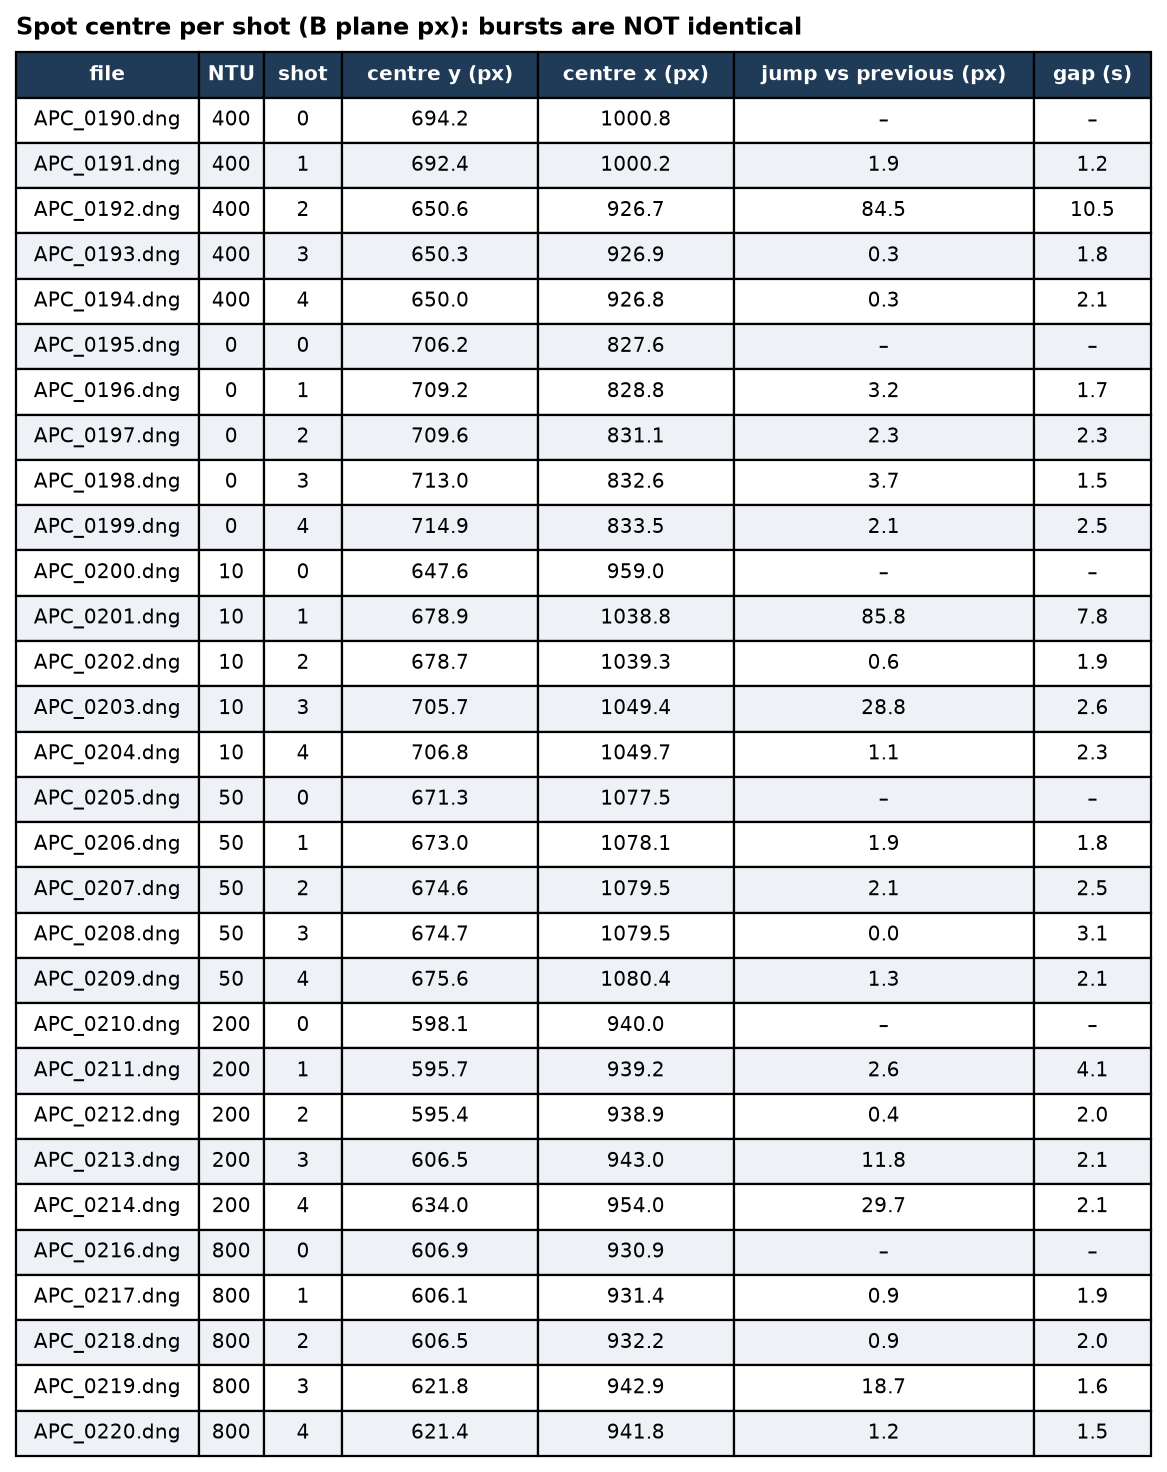 Spot centre per shot (B plane px): bursts are NOT identical
file NTU shot centre y (px) centre x (px) jump vs previous (px) gap (s)
APC_0190.dng 400 0 694.2 1000.8 – –
APC_0191.dng 400 1 692.4 1000.2 1.9 1.2
APC_0192.dng 400 2 650.6 926.7 84.5 10.5
APC_0193.dng 400 3 650.3 926.9 0.3 1.8
APC_0194.dng 400 4 650.0 926.8 0.3 2.1
APC_0195.dng 0 0 706.2 827.6 – –
APC_0196.dng 0 1 709.2 828.8 3.2 1.7
APC_0197.dng 0 2 709.6 831.1 2.3 2.3
APC_0198.dng 0 3 713.0 832.6 3.7 1.5
APC_0199.dng 0 4 714.9 833.5 2.1 2.5
APC_0200.dng 10 0 647.6 959.0 – –
APC_0201.dng 10 1 678.9 1038.8 85.8 7.8
APC_0202.dng 10 2 678.7 1039.3 0.6 1.9
APC_0203.dng 10 3 705.7 1049.4 28.8 2.6
APC_0204.dng 10 4 706.8 1049.7 1.1 2.3
APC_0205.dng 50 0 671.3 1077.5 – –
APC_0206.dng 50 1 673.0 1078.1 1.9 1.8
APC_0207.dng 50 2 674.6 1079.5 2.1 2.5
APC_0208.dng 50 3 674.7 1079.5 0.0 3.1
APC_0209.dng 50 4 675.6 1080.4 1.3 2.1
APC_0210.dng 200 0 598.1 940.0 – –
APC_0211.dng 200 1 595.7 939.2 2.6 4.1
APC_0212.dng 200 2 595.4 938.9 0.4 2.0
APC_0213.dng 200 3 606.5 943.0 11.8 2.1
APC_0214.dng 200 4 634.0 954.0 29.7 2.1
APC_0216.dng 800 0 606.9 930.9 – –
APC_0217.dng 800 1 606.1 931.4 0.9 1.9
APC_0218.dng 800 2 606.5 932.2 0.9 2.0
APC_0219.dng 800 3 621.8 942.9 18.7 1.6
APC_0220.dng 800 4 621.4 941.8 1.2 1.5